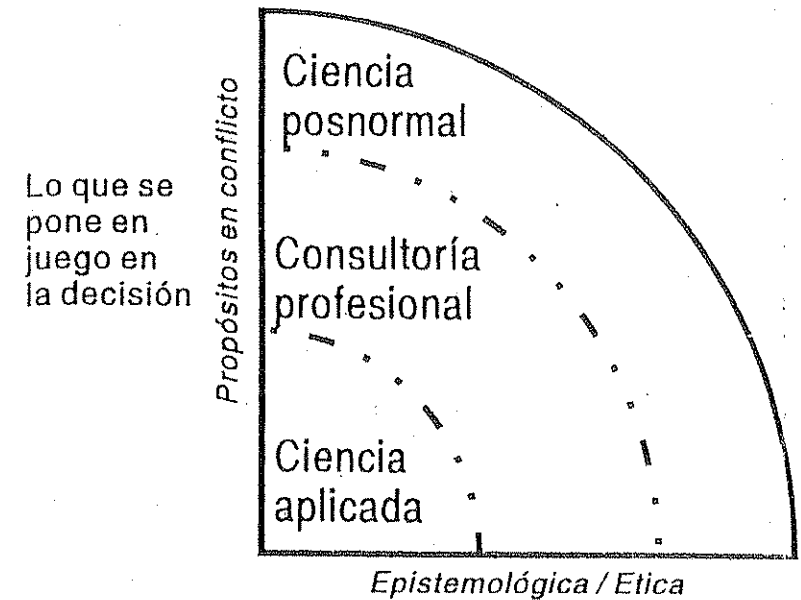 Ciencia
posnormal
Lo que se
pone en
juego en
la decisión
Propósitos en conflicto
Consultoría
profesional
Ciencia
aplicada
Epistemológica / Etica